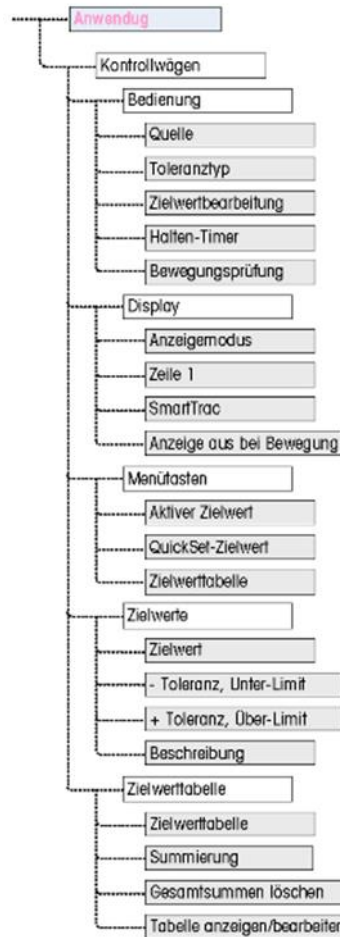 Anwendug
Kontrollwägen
Bedienung
Quelle
Toleranztyp
Zielwertbearbeitung
Halten-Timer
Bewegungsprüfung
Display
Anzeigemodus
Zeile 1
SmartTrac
Anzeige aus bei Bewegung
Menütasten
Aktiver Zielwert
QuickSet-Zielwert
Zielwerttabelle
Zielwerte
Zielwert
- Toleranz, Unter-Limit
+ Toleranz, Über-Limit
Beschreibung
Zielwerttabelle
Zielwerttabelle
Summierung
Gesamtsummen löschen
Tabelle anzeigen/bearbeiten